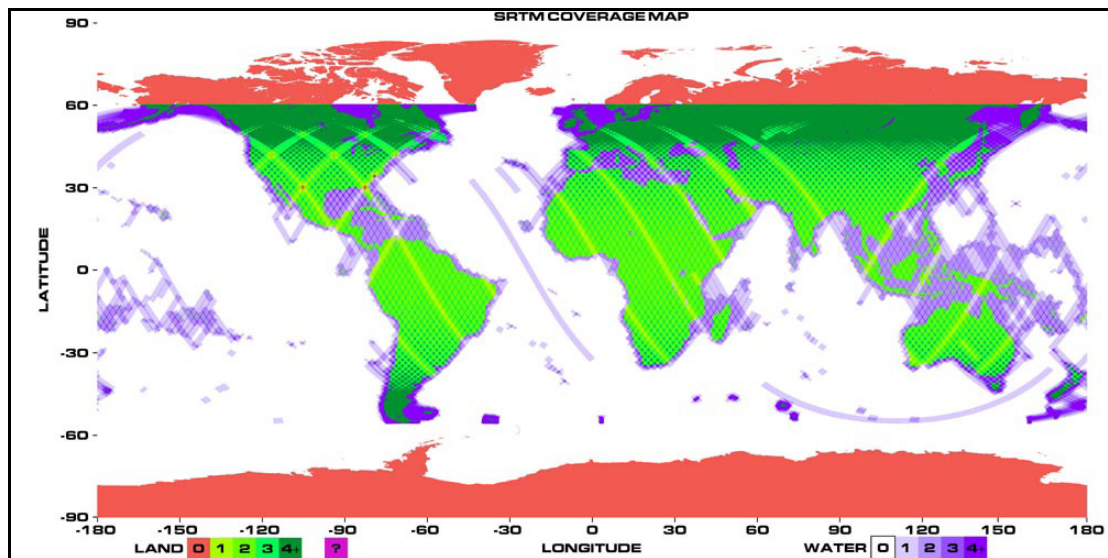 SRTM COVERAGE MAP
90
60
30
0
-30
-60
-90
LATITUDE
-180 -150 -120 -90 -60 -30 0 30 60 90 120 150 180
LAND 0 1 2 3 4+ ? LONGITUDE WATER 0 1 2 3 4+